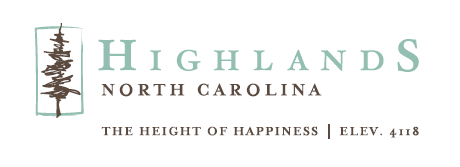 HIGHLANDS
NORTH CAROLINA
THE HEIGHT OF HAPPINESS | ELEV. 4118